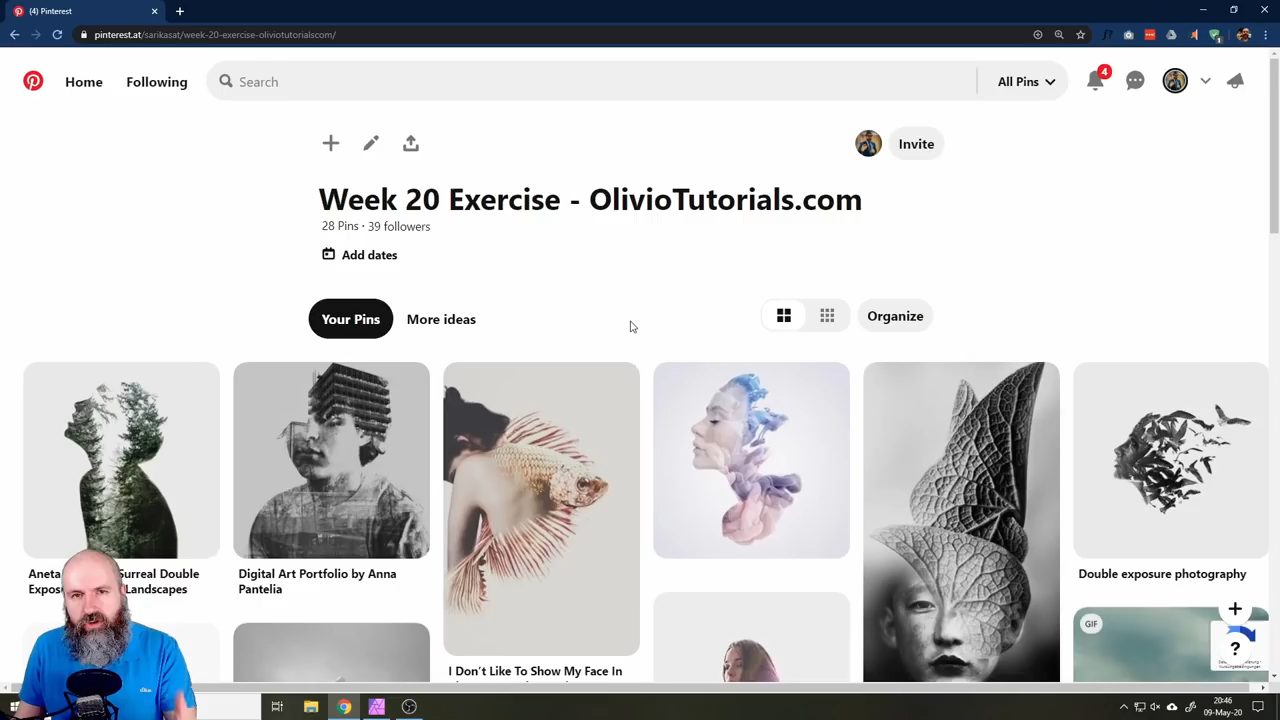 (4) Pinterest
pinterest.at/sarikasat/week-20-exercise-oliviotutorialscom/
Home
Following
Search
All Pins
4
Invite
Week 20 Exercise - OlivioTutorials.com
28 Pins · 39 followers
Add dates
Your Pins
More ideas
Organize
Aneta
Surreal Double
Landscapes
Digital Art Portfolio by Anna
Pantelia
I Don't Like To Show My Face In
Double exposure photography
GIF
?
20:46
09-May-20